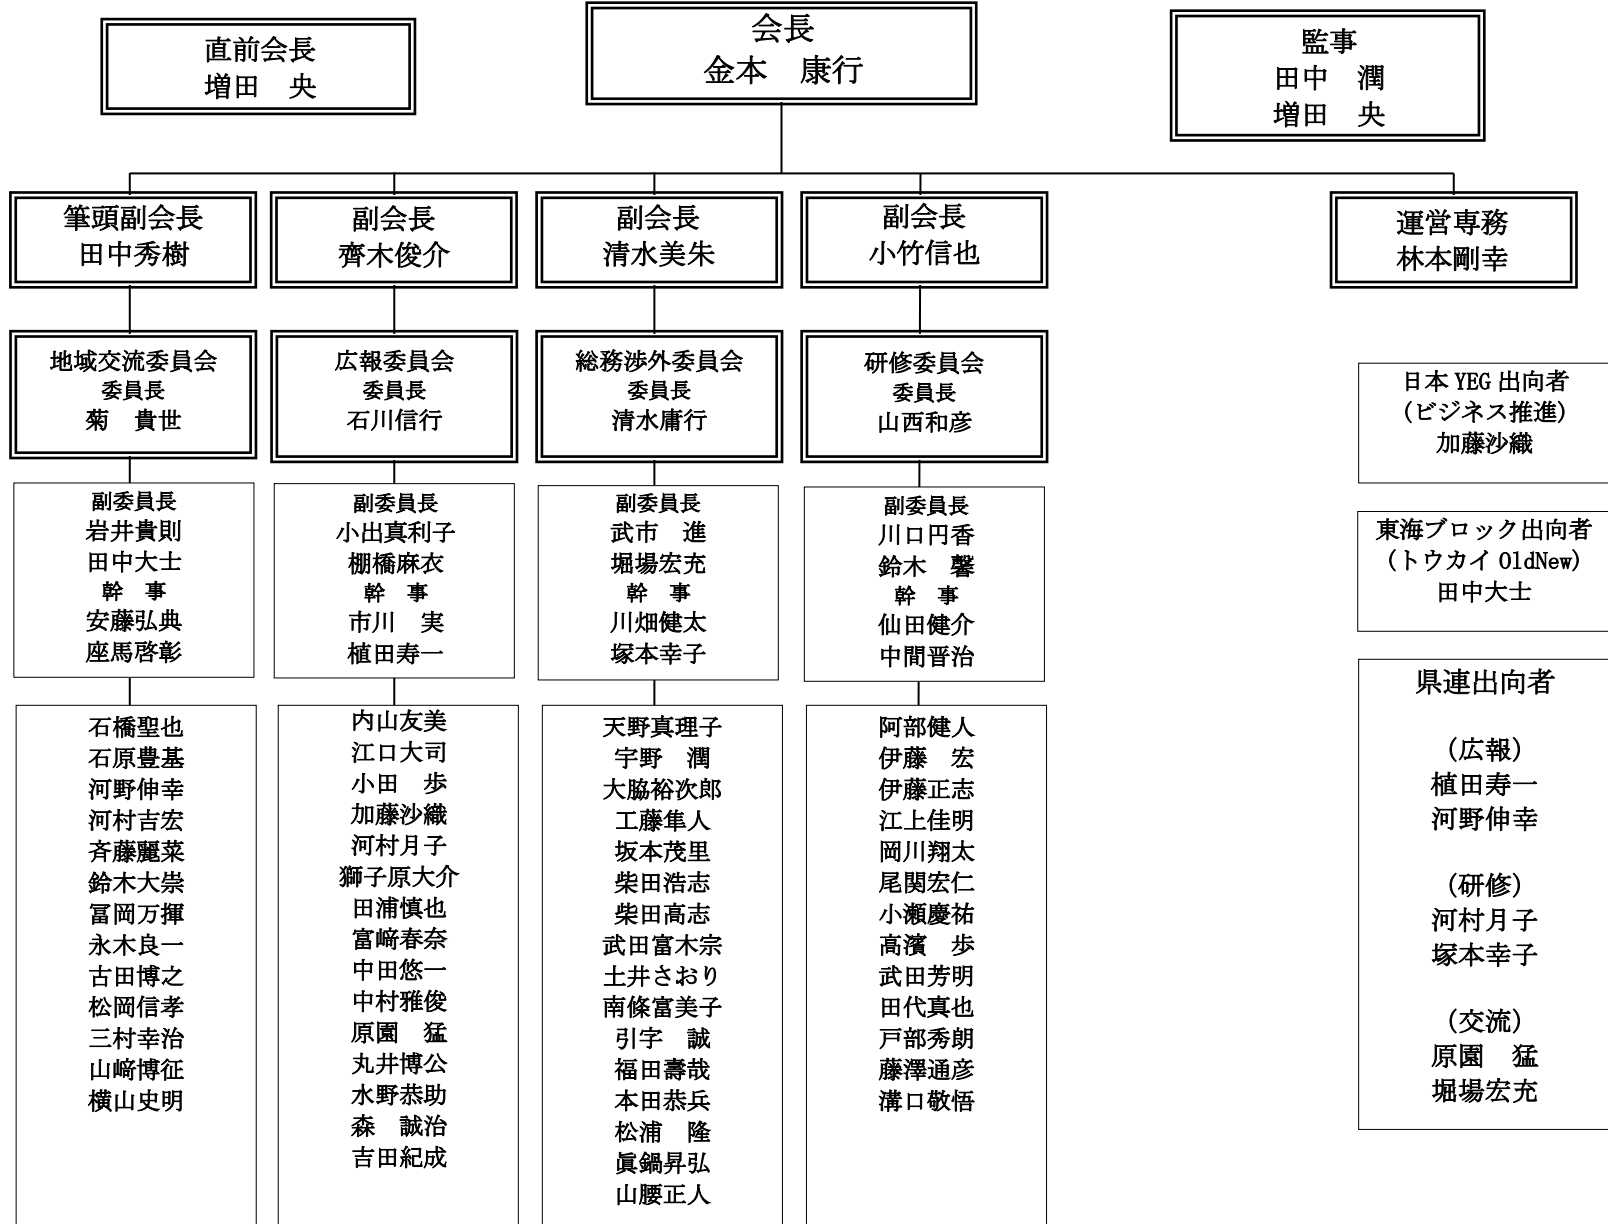 直前会長
増田　央
会長
金本　康行
監事
田中　潤
増田　央
筆頭副会長
田中秀樹
副会長
齊木俊介
副会長
清水美朱
副会長
小竹信也
運営専務
林本剛幸
地域交流委員会
委員長
菊　貴世
広報委員会
委員長
石川信行
総務渉外委員会
委員長
清水庸行
研修委員会
委員長
山西和彦
副委員長
岩井貴則
田中大士
幹　事
安藤弘典
座馬啓彰
副委員長
小出真利子
棚橋麻衣
幹　事
市川　実
植田寿一
副委員長
武市　進
堀場宏充
幹　事
川畑健太
塚本幸子
副委員長
川口円香
鈴木　馨
幹　事
仙田健介
中間晋治
石橋聖也
石原豊基
河野伸幸
河村吉宏
斉藤麗菜
鈴木大崇
冨岡万揮
永木良一
古田博之
松岡信孝
三村幸治
山﨑博征
横山史明
内山友美
江口大司
小田　歩
加藤沙織
河村月子
獅子原大介
田浦慎也
富﨑春奈
中田悠一
中村雅俊
原園　猛
丸井博公
水野恭助
森　誠治
吉田紀成
天野真理子
宇野　潤
大脇裕次郎
工藤隼人
坂本茂里
柴田浩志
柴田高志
武田富木宗
土井さおり
南條富美子
引字　誠
福田壽哉
本田恭兵
松浦　隆
眞鍋昇弘
山腰正人
阿部健人
伊藤　宏
伊藤正志
江上佳明
岡川翔太
尾関宏仁
小瀬慶祐
高濱　歩
武田芳明
田代真也
戸部秀朗
藤澤通彦
溝口敬悟
日本 YEG 出向者
(ビジネス推進)
加藤沙織
東海ブロック出向者
(トウカイ OldNew)
田中大士
県連出向者
(広報)
植田寿一
河野伸幸
(研修)
河村月子
塚本幸子
(交流)
原園　猛
堀場宏充